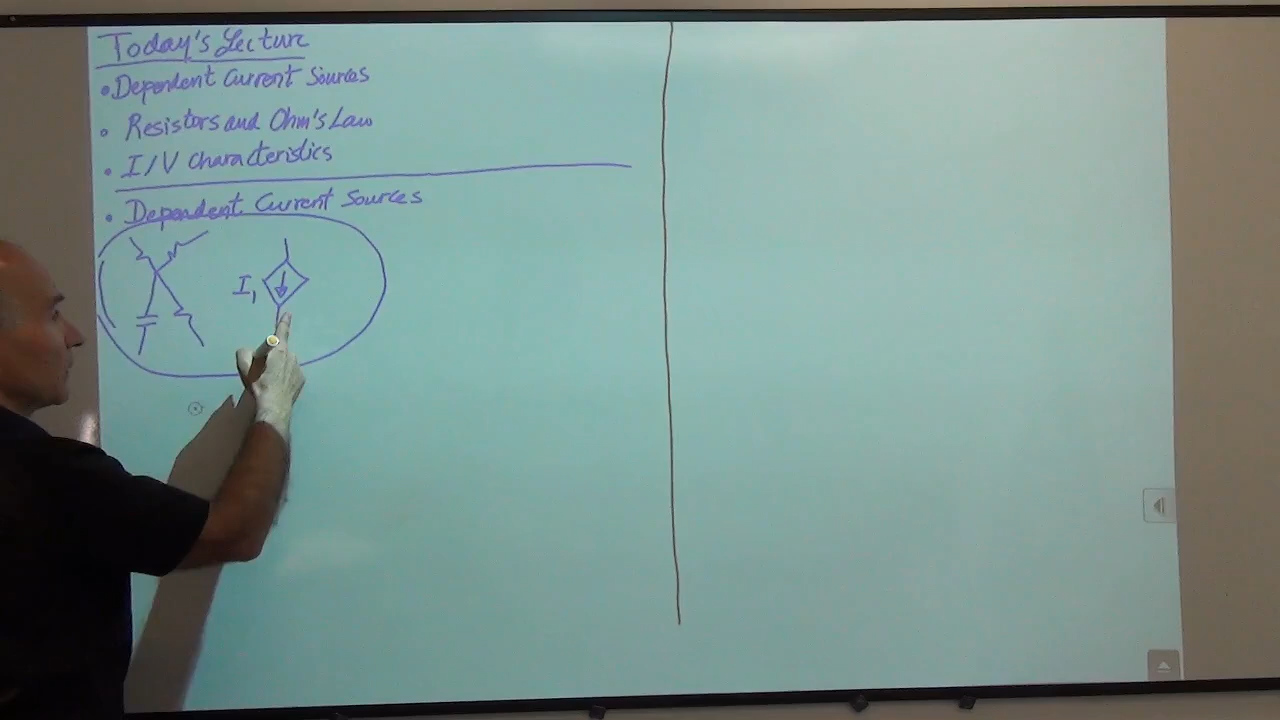 Today's Lecture
• Dependent Current Sources
• Resistors and Ohm's Law
• I/V Characteristics
• Dependent Current Sources
I₁